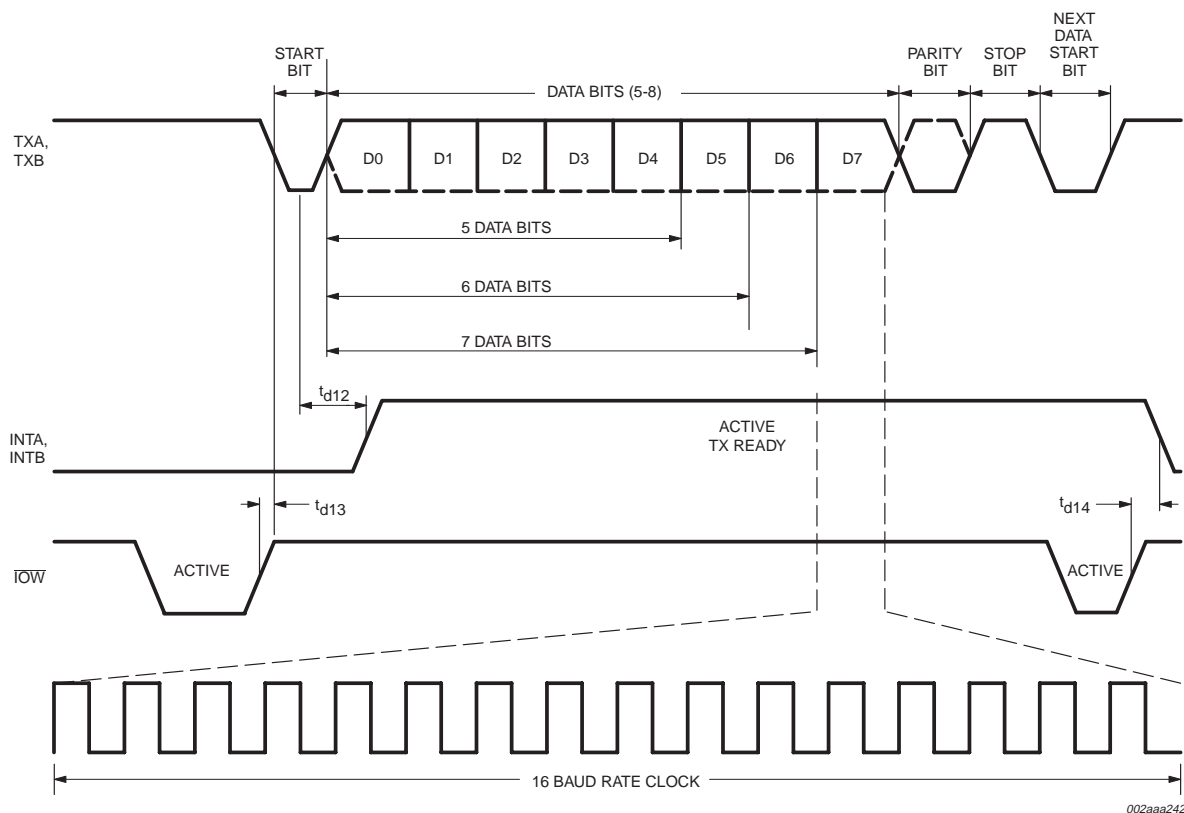 START
BIT
DATA BITS (5-8)
PARITY
BIT
STOP
BIT
NEXT
DATA
START
BIT
TXA,
TXB
D0
D1
D2
D3
D4
D5
D6
D7
5 DATA BITS
6 DATA BITS
7 DATA BITS
td12
INTA,
INTB
ACTIVE
TX READY
td13
td14
IOW
ACTIVE
ACTIVE
16 BAUD RATE CLOCK
002aaa242